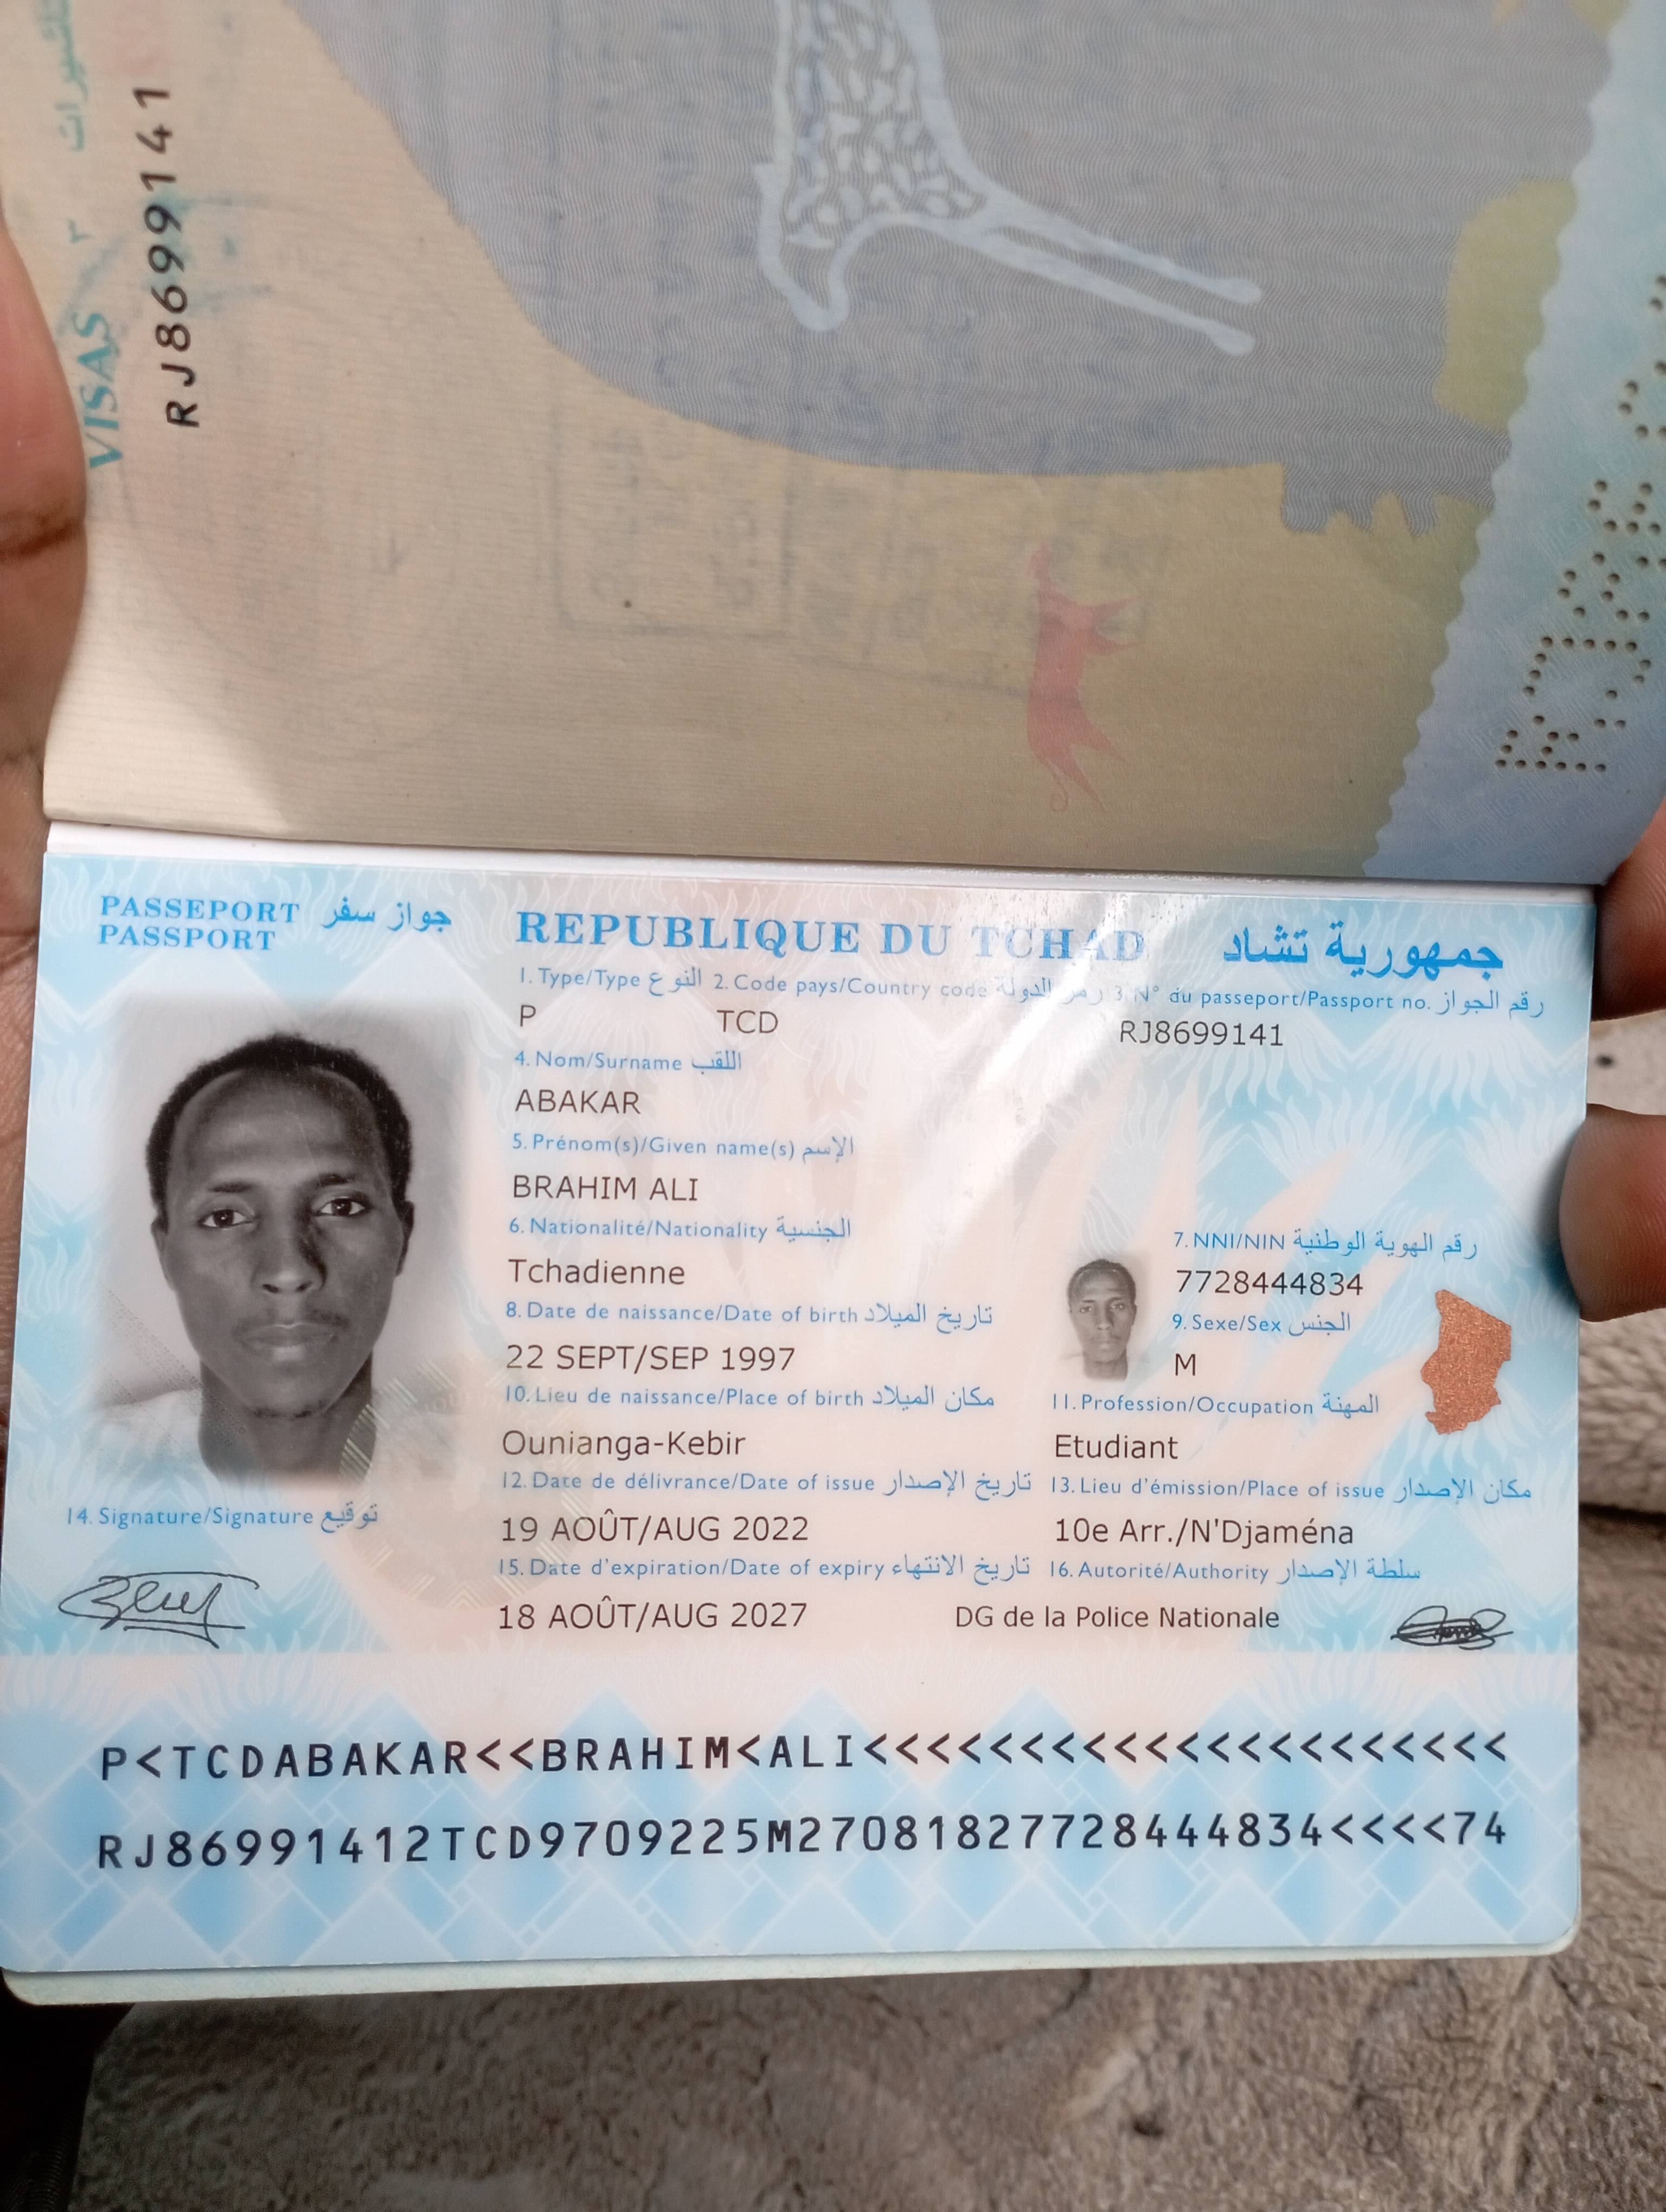 تأشيرات
VISAS ٢
RJ8699141
PASSEPORT جواز سفر
PASSPORT
REPUBLIQUE DU TCHAD جمهورية تشاد
1. Type/Type النوع 2. Code pays/Country code رمز الدولة 3. N° du passeport/Passport no. رقم الجواز
P TCD RJ8699141
4. Nom/Surname اللقب
ABAKAR
5. Prénom(s)/Given name(s) الإسم
BRAHIM ALI
6. Nationalité/Nationality الجنسية 7. NNI/NIN رقم الهوية الوطنية
Tchadienne 7728444834
8. Date de naissance/Date of birth تاريخ الميلاد 9. Sexe/Sex الجنس
22 SEPT/SEP 1997 M
10. Lieu de naissance/Place of birth مكان الميلاد 11. Profession/Occupation المهنة
Ounianga-Kebir Etudiant
12. Date de délivrance/Date of issue تاريخ الإصدار 13. Lieu d'émission/Place of issue مكان الإصدار
19 AOÛT/AUG 2022 10e Arr./N'Djaména
15. Date d'expiration/Date of expiry تاريخ الانتهاء 16. Autorité/Authority سلطة الإصدار
18 AOÛT/AUG 2027 DG de la Police Nationale
14. Signature/Signature توقيع
P<TCDABAKAR<<BRAHIM<ALI<<<<<<<<<<<<<<<<<<<<<
RJ86991412TCD9709225M27081827728444834<<<<74